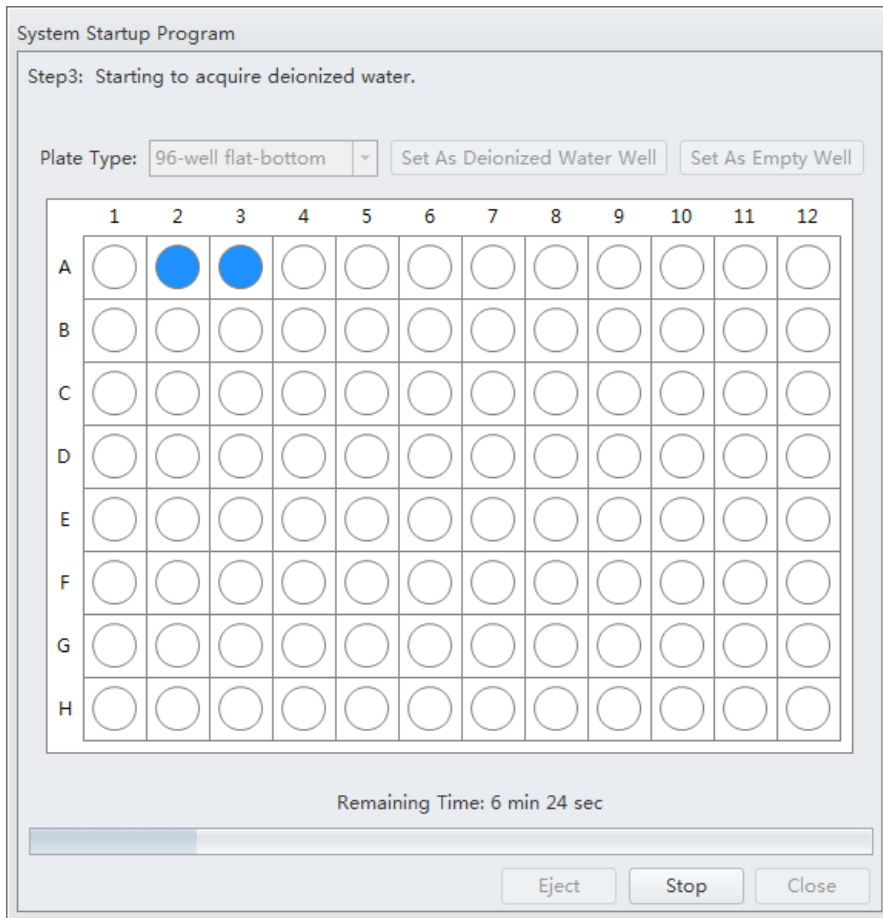 System Startup Program
Step3: Starting to acquire deionized water.
Plate Type: 96-well flat-bottom Set As Deionized Water Well Set As Empty Well
1 2 3 4 5 6 7 8 9 10 11 12
A
B
C
D
E
F
G
H
Remaining Time: 6 min 24 sec
Eject Stop Close